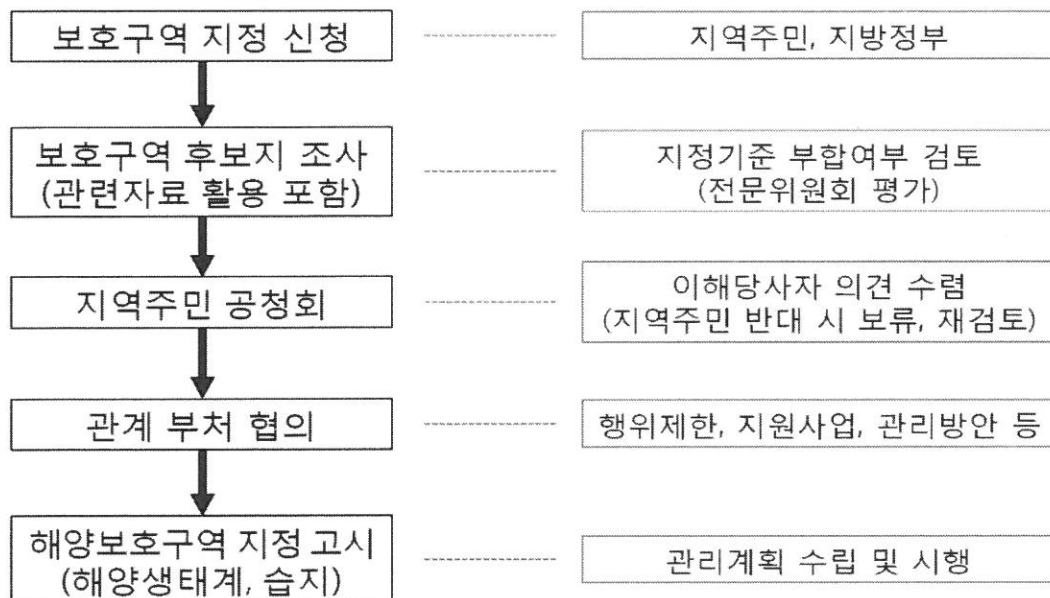 보호구역 지정 신청
지역주민, 지방정부
보호구역 후보지 조사
(관련자료 활용 포함)
지정기준 부합여부 검토
(전문위원회 평가)
지역주민 공청회
이해당사자 의견 수렴
(지역주민 반대 시 보류, 재검토)
관계 부처 협의
행위제한, 지원사업, 관리방안 등
해양보호구역 지정 고시
(해양생태계, 습지)
관리계획 수립 및 시행